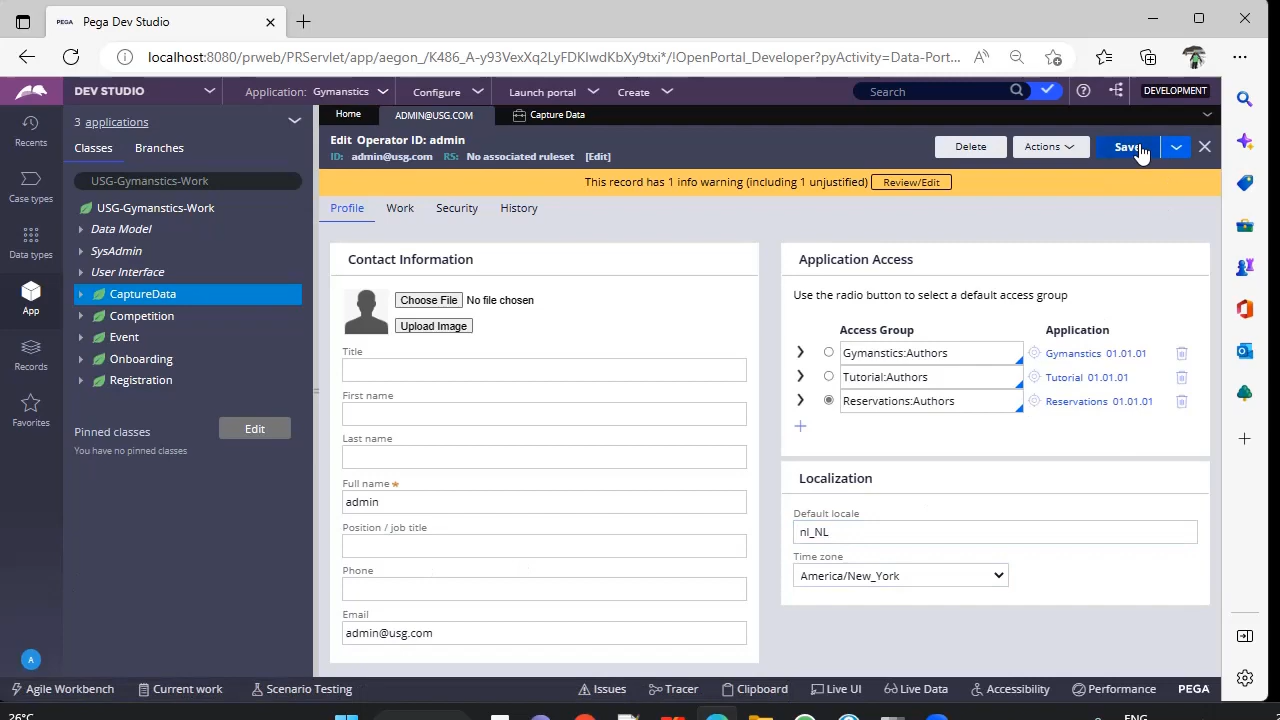 PEGA Pega Dev Studio
localhost:8080/prweb/PRServlet/app/aegon_/K486_A-y93VexXq2LyFDKlwdKbXy9txi*/!OpenPortal_Developer?pyActivity=Data-Port...
DEV STUDIO
Application: Gymanstics
Configure
Launch portal
Create
Search
DEVELOPMENT
3 applications
Home
ADMIN@USG.COM
Capture Data
Recents
Case types
Data types
App
Records
Favorites
A
Classes
Branches
USG-Gymanstics-Work
USG-Gymanstics-Work
Data Model
SysAdmin
User Interface
CaptureData
Competition
Event
Onboarding
Registration
Pinned classes
Edit
You have no pinned classes
Edit Operator ID: admin
ID: admin@usg.com RS: No associated ruleset [Edit]
Delete
Actions
Save
This record has 1 info warning (including 1 unjustified) Review/Edit
Profile
Work
Security
History
Contact Information
Choose File No file chosen
Upload Image
Title
First name
Last name
Full name
admin
Position / job title
Phone
Email
admin@usg.com
Application Access
Use the radio button to select a default access group
Access Group Application
Gymanstics:Authors Gymanstics 01.01.01
Tutorial:Authors Tutorial 01.01.01
Reservations:Authors Reservations 01.01.01
Localization
Default locale
nl_NL
Time zone
America/New_York
Agile Workbench
Current work
Scenario Testing
Issues
Tracer
Clipboard
Live UI
Live Data
Accessibility
Performance
PEGA
26°C
ENG